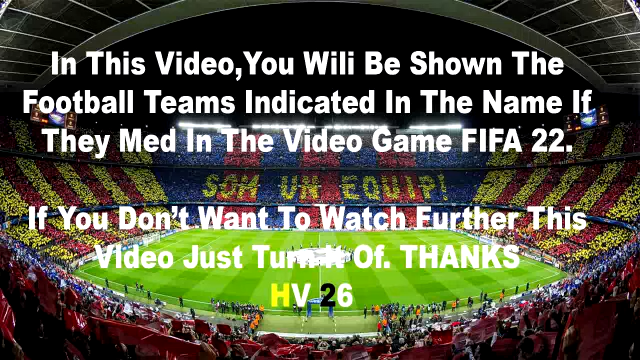 In This Video,You Wili Be Shown The
Football Teams Indicated In The Name If
They Med In The Video Game FIFA 22.
SOM UN EQUIP!
If You Don't Want To Watch Further This
Video Just Turn It Of. THANKS
HV 26